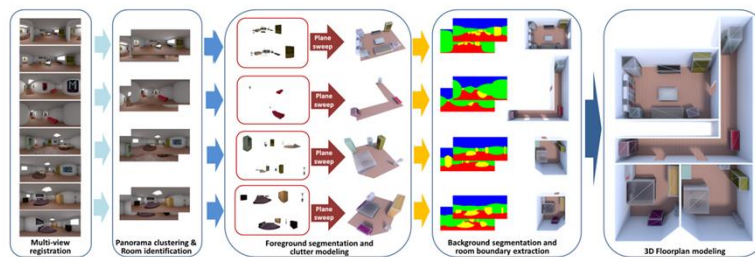 Plane
sweep
Plane
sweep
Plane
sweep
Plane
sweep
Multi-view
registration
Panorama clustering &
Room identification
Foreground segmentation and
clutter modeling
Background segmentation and
room boundary extraction
3D Floorplan modeling